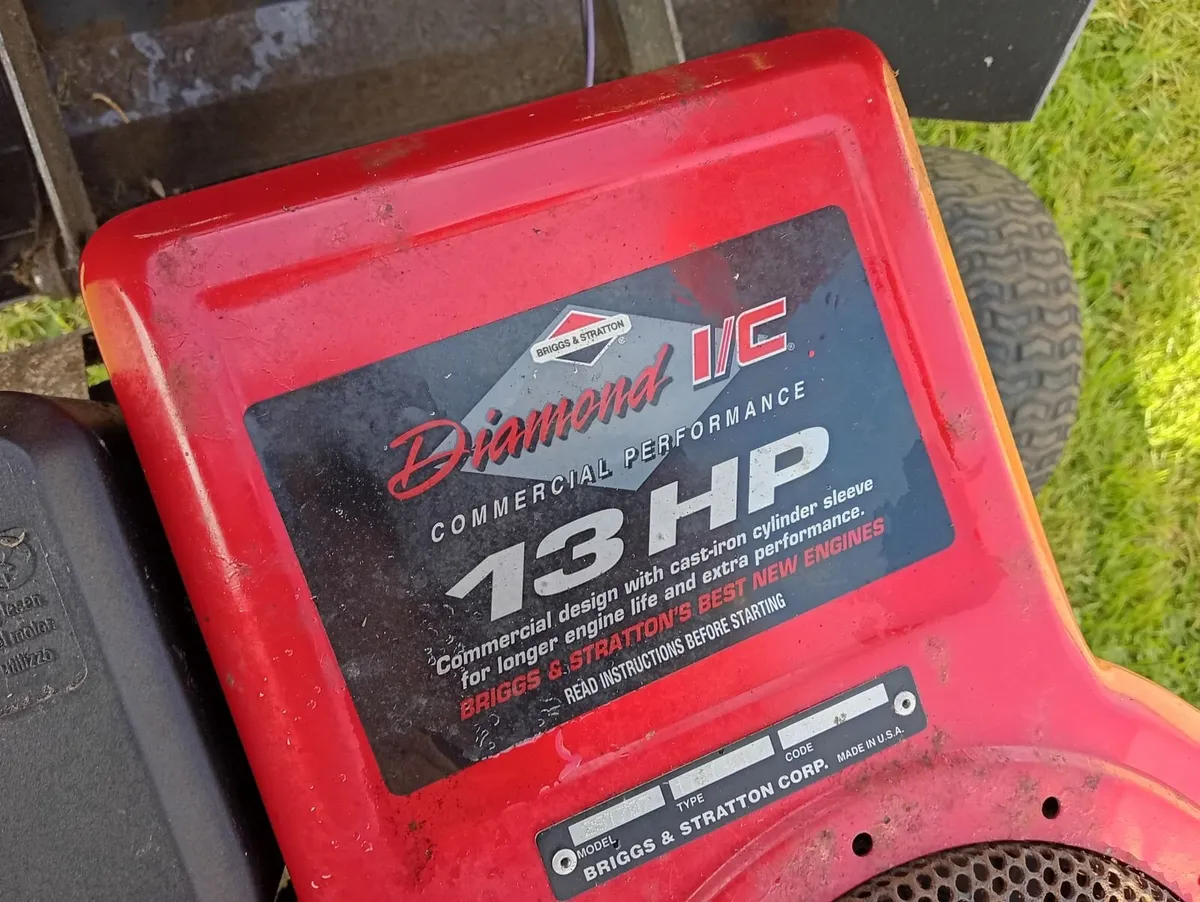 BRIGGS & STRATTON
Diamond I/C
COMMERCIAL PERFORMANCE
13 HP
Commercial design with cast-iron cylinder sleeve
for longer engine life and extra performance.
BRIGGS & STRATTON'S BEST NEW ENGINES
READ INSTRUCTIONS BEFORE STARTING
MODEL TYPE CODE
BRIGGS & STRATTON CORP. MADE IN U.S.A.
motor
utilizzo